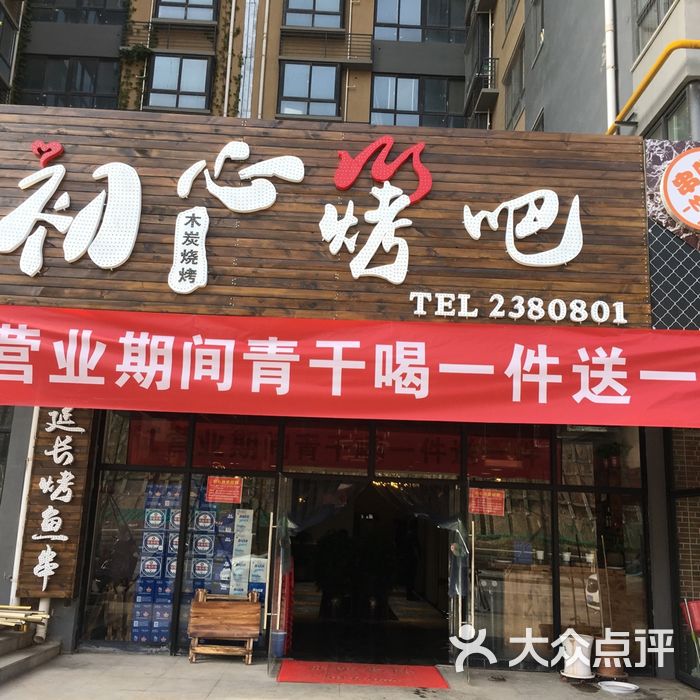 初心烤吧
木炭烧烤
TEL 2380801
营业期间青干喝一件送一
延长烤鱼串
大众点评